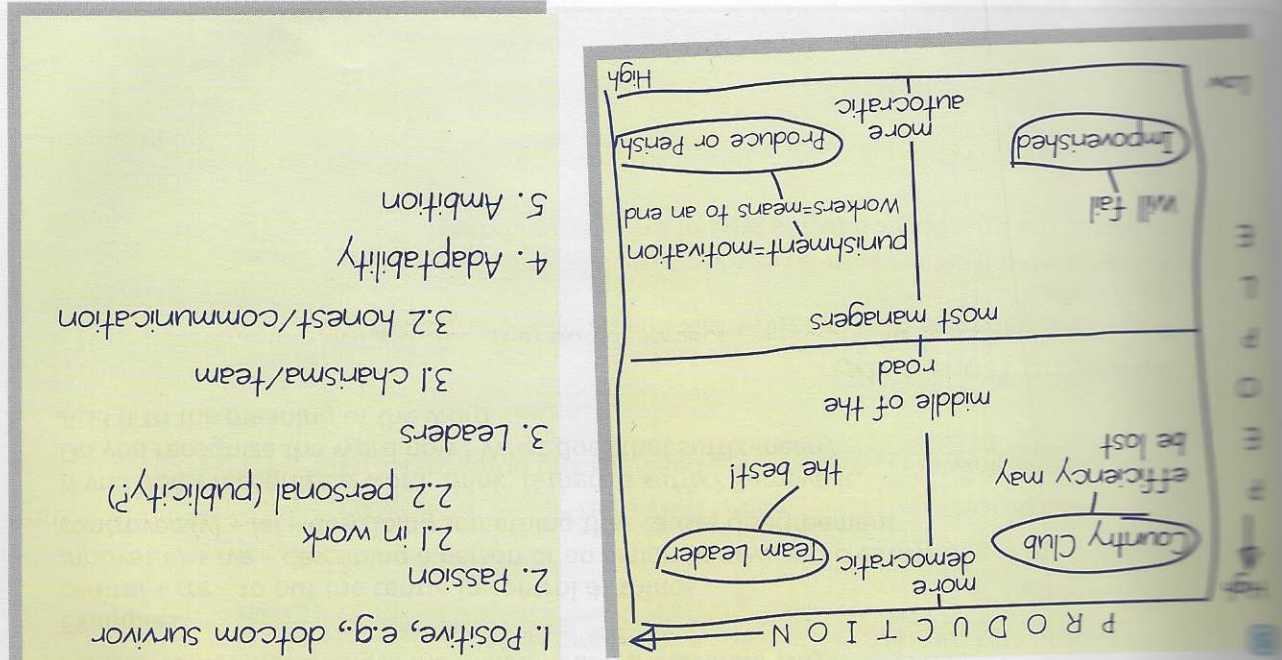 PRODUCTION
High
PEOPLE
Low
more
democratic
Country Club
efficiency may
be lost
Team Leader
the best!
middle of the
road
most managers
will fail
Impoverished
punishment=motivation
workers=means to an end
Produce or Perish
more
autocratic
High
1. Positive, e.g., dotcom survivor
2. Passion
2.1 in work
2.2 personal (publicity?)
3. Leaders
3.1 charisma/team
3.2 honest/communication
4. Adaptability
5. Ambition